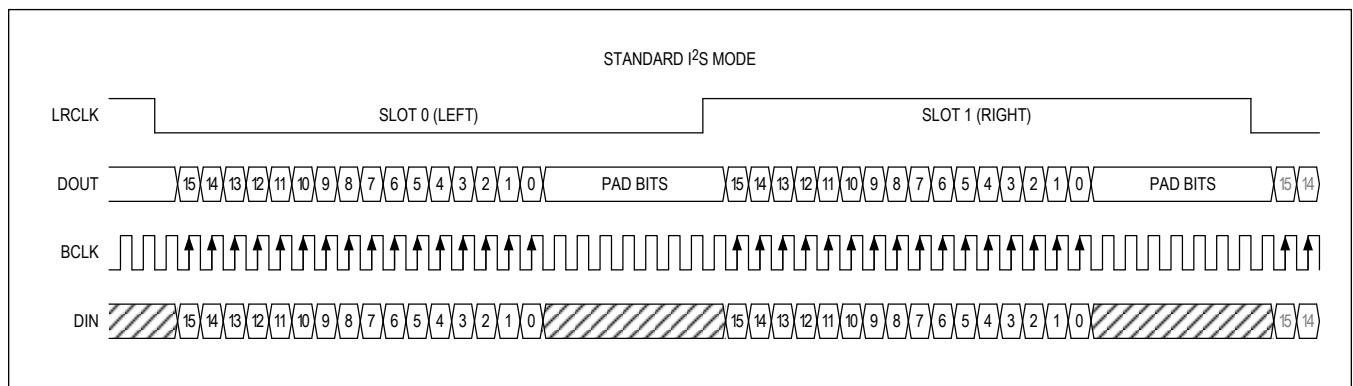 STANDARD I²S MODE
LRCLK SLOT 0 (LEFT) SLOT 1 (RIGHT)
DOUT 15 14 13 12 11 10 9 8 7 6 5 4 3 2 1 0 PAD BITS 15 14 13 12 11 10 9 8 7 6 5 4 3 2 1 0 PAD BITS 15 14
BCLK
DIN 15 14 13 12 11 10 9 8 7 6 5 4 3 2 1 0 15 14 13 12 11 10 9 8 7 6 5 4 3 2 1 0 15 14